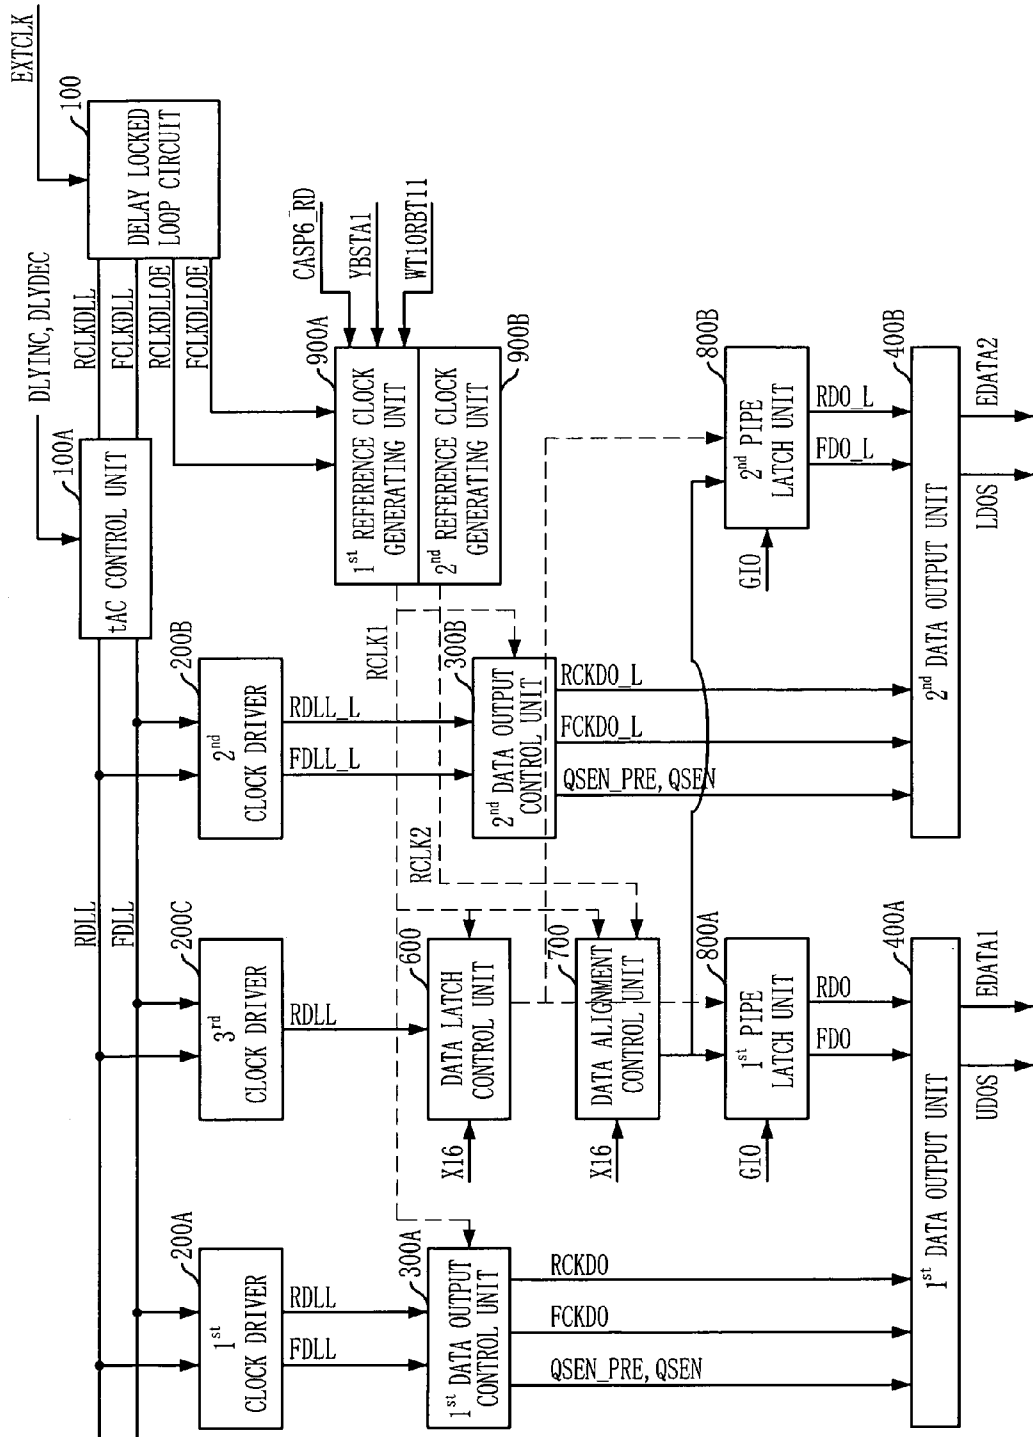 EXTCLK
100
DELAY LOCKED
LOOP CIRCUIT
DLYINC, DLYDEC
RCLKDLL
FCLKDLL
RCLKDLLOE
FCLKDLLOE
100A
tAC CONTROL UNIT
CASP6_RD
YBSTA1
WT10RBT11
900A
1st REFERENCE CLOCK
GENERATING UNIT
900B
2nd REFERENCE CLOCK
GENERATING UNIT
RCLK1
RCLK2
RDLL
FDLL
200B
2nd
CLOCK DRIVER
RDLL_L
FDLL_L
300B
2nd DATA OUTPUT
CONTROL UNIT
RCKDO_L
FCKDO_L
QSEN_PRE, QSEN
800B
2nd PIPE
LATCH UNIT
GIO
RDO_L
FDO_L
400B
2nd DATA OUTPUT UNIT
EDATA2
LDOS
200C
3rd
CLOCK DRIVER
RDLL
600
DATA LATCH
CONTROL UNIT
X16
700
DATA ALIGNMENT
CONTROL UNIT
X16
800A
1st PIPE
LATCH UNIT
GIO
RDO
FDO
200A
1st
CLOCK DRIVER
RDLL
FDLL
300A
1st DATA OUTPUT
CONTROL UNIT
RCKDO
FCKDO
QSEN_PRE, QSEN
400A
1st DATA OUTPUT UNIT
EDATA1
UDOS